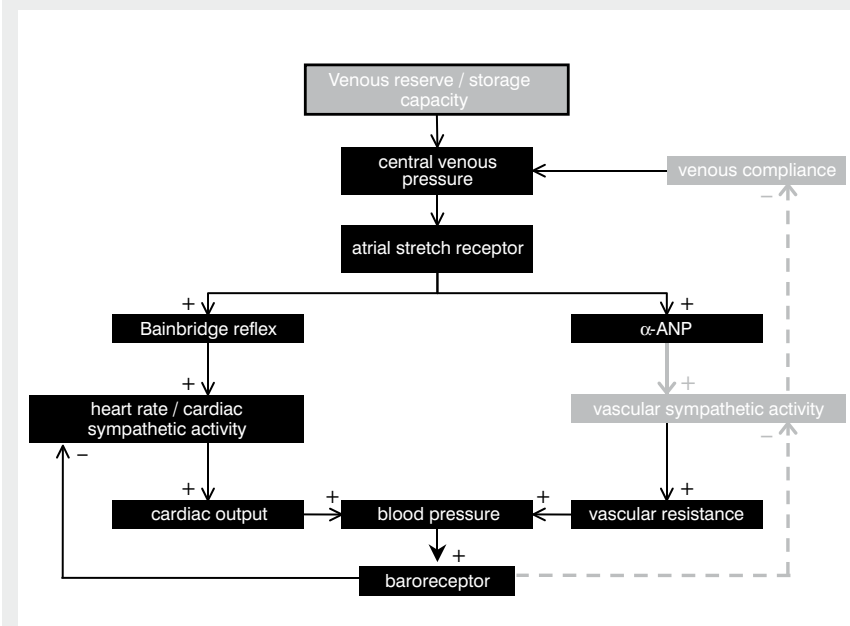 Venous reserve / storage
capacity
central venous
pressure
venous compliance
–
atrial stretch receptor
+
+
Bainbridge reflex
α-ANP
+
+
heart rate / cardiac
sympathetic activity
vascular sympathetic activity
–
–
+
+
+
+
cardiac output
blood pressure
vascular resistance
+
baroreceptor